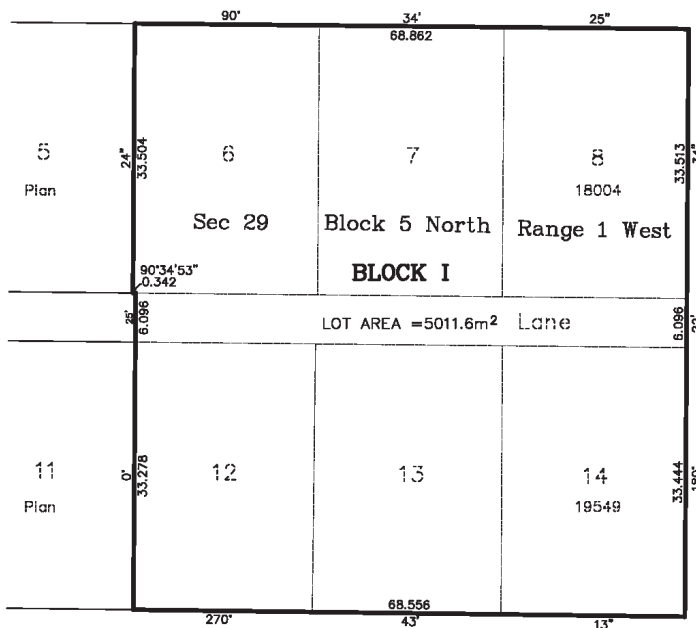 90' 34' 25"
68.862
5
Plan
24"
33.504
6
7
8
18004
33.513
Sec 29
Block 5 North
Range 1 West
BLOCK I
90°34'53"
0.342
25'
6.096
LOT AREA =5011.6m² Lane
6.096
11
Plan
0'
33.278
12
13
14
19549
33.444
68.556
270' 43' 13"